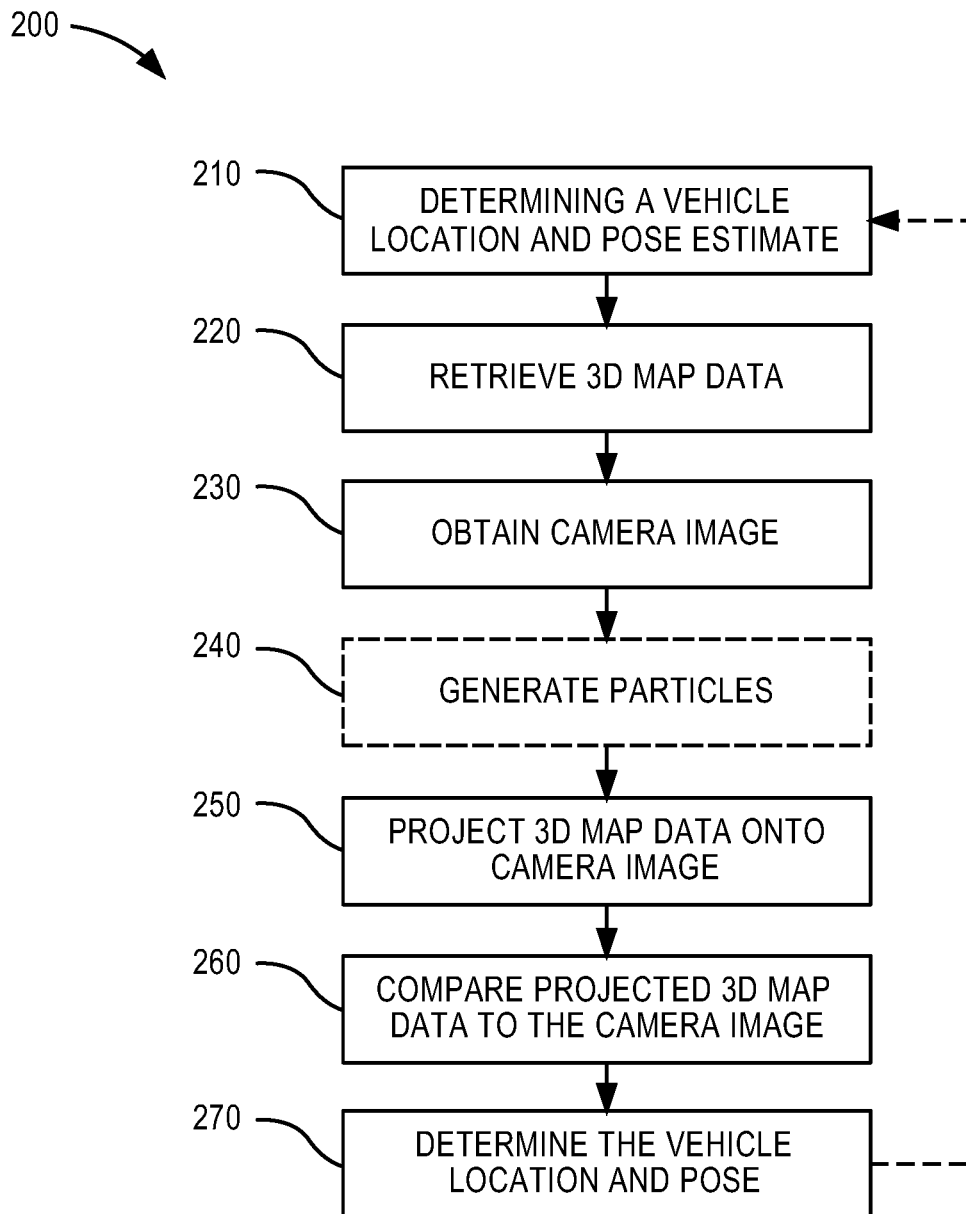 200
210
DETERMINING A VEHICLE
LOCATION AND POSE ESTIMATE
220
RETRIEVE 3D MAP DATA
230
OBTAIN CAMERA IMAGE
240
GENERATE PARTICLES
250
PROJECT 3D MAP DATA ONTO
CAMERA IMAGE
260
COMPARE PROJECTED 3D MAP
DATA TO THE CAMERA IMAGE
270
DETERMINE THE VEHICLE
LOCATION AND POSE